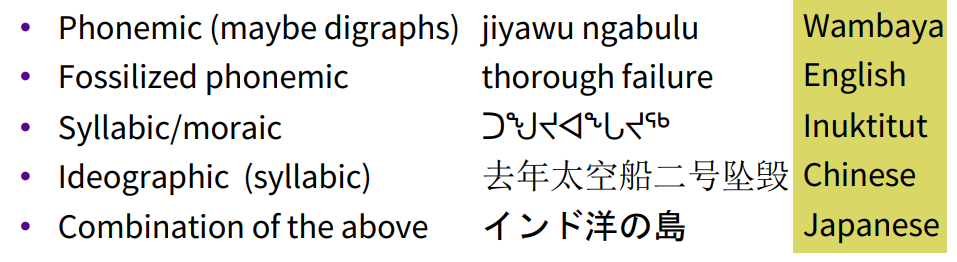 • Phonemic (maybe digraphs) jiyawu ngabulu Wambaya
• Fossilized phonemic thorough failure English
• Syllabic/moraic ᑐᖑᔪᐊᖓᔪᖅ Inuktitut
• Ideographic (syllabic) 去年太空船二号坠毁 Chinese
• Combination of the above インド洋の島 Japanese